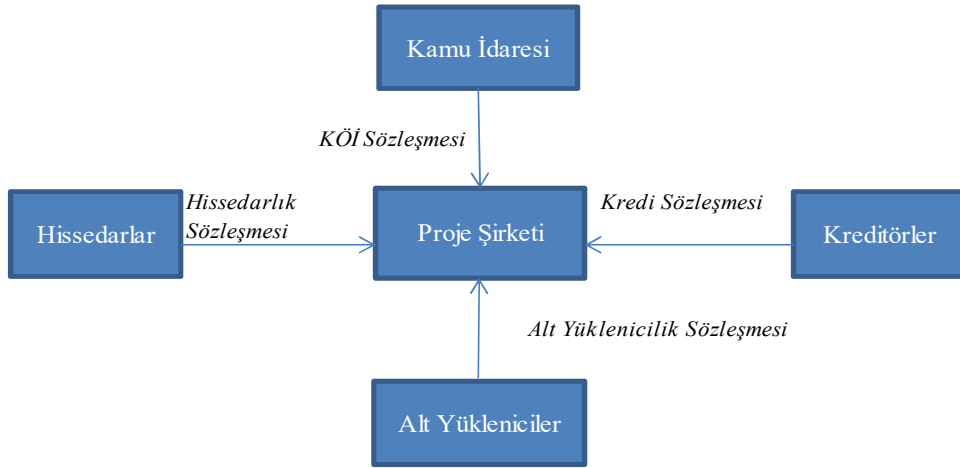 Kamu İdaresi
KÖİ Sözleşmesi
Hissedarlık
Sözleşmesi
Kredi Sözleşmesi
Hissedarlar
Proje Şirketi
Kreditörler
Alt Yüklenicilik Sözleşmesi
Alt Yükleniciler